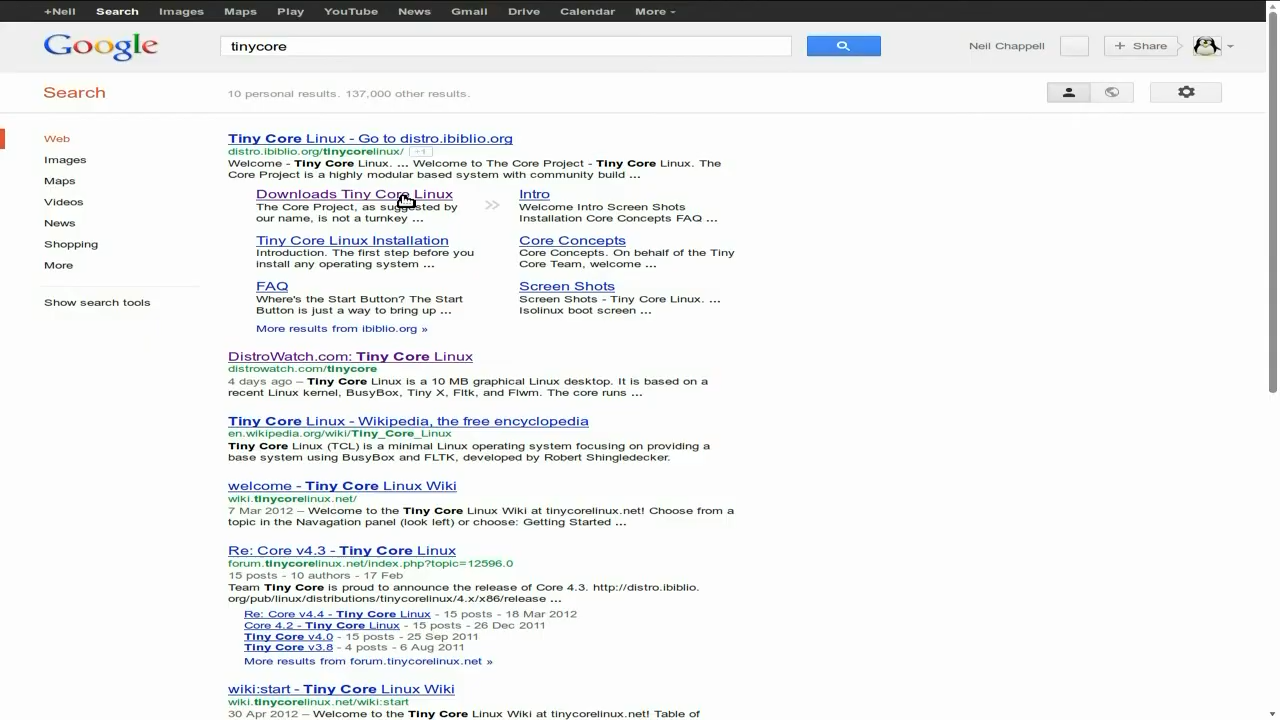 +Neil Search Images Maps Play YouTube News Gmail Drive Calendar More
Google
tinycore
Neil Chappell
+ Share
Search
10 personal results. 137,000 other results.
Web
Images
Maps
Videos
News
Shopping
More
Show search tools
Tiny Core Linux - Go to distro.ibiblio.org
distro.ibiblio.org/tinycorelinux/ +1
Welcome - Tiny Core Linux. ... Welcome to The Core Project - Tiny Core Linux. The
Core Project is a highly modular based system with community build ...
Downloads Tiny Core Linux
The Core Project, as suggested by
our name, is not a turnkey ...
Intro
Welcome Intro Screen Shots
Installation Core Concepts FAQ ...
Tiny Core Linux Installation
Introduction. The first step before you
install any operating system ...
Core Concepts
Core Concepts. On behalf of the Tiny
Core Team, welcome ...
FAQ
Where's the Start Button? The Start
Button is just a way to bring up ...
Screen Shots
Screen Shots - Tiny Core Linux. ...
Isolinux boot screen ...
More results from ibiblio.org »
DistroWatch.com: Tiny Core Linux
distrowatch.com/tinycore
4 days ago – Tiny Core Linux is a 10 MB graphical Linux desktop. It is based on a
recent Linux kernel, BusyBox, Tiny X, Fltk, and Flwm. The core runs ...
Tiny Core Linux - Wikipedia, the free encyclopedia
en.wikipedia.org/wiki/Tiny_Core_Linux
Tiny Core Linux (TCL) is a minimal Linux operating system focusing on providing a
base system using BusyBox and FLTK, developed by Robert Shingledecker.
welcome - Tiny Core Linux Wiki
wiki.tinycorelinux.net/
7 Mar 2012 – Welcome to the Tiny Core Linux Wiki at tinycorelinux.net! Choose from a
topic in the Navagation panel (look left) or choose: Getting Started ...
Re: Core v4.3 - Tiny Core Linux
forum.tinycorelinux.net/index.php?topic=12596.0
15 posts - 10 authors - 17 Feb
Team Tiny Core is proud to announce the release of Core 4.3. http://distro.ibiblio.
org/pub/linux/distributions/tinycorelinux/4.x/x86/release ...
Re: Core v4.4 - Tiny Core Linux - 15 posts - 18 Mar 2012
Core 4.2 - Tiny Core Linux - 15 posts - 26 Dec 2011
Tiny Core v4.0 - 15 posts - 25 Sep 2011
Tiny Core v3.8 - 4 posts - 6 Aug 2011
More results from forum.tinycorelinux.net »
wiki:start - Tiny Core Linux Wiki
wiki.tinycorelinux.net/wiki:start
30 Apr 2012 – Welcome to the Tiny Core Linux Wiki at tinycorelinux.net! Table of